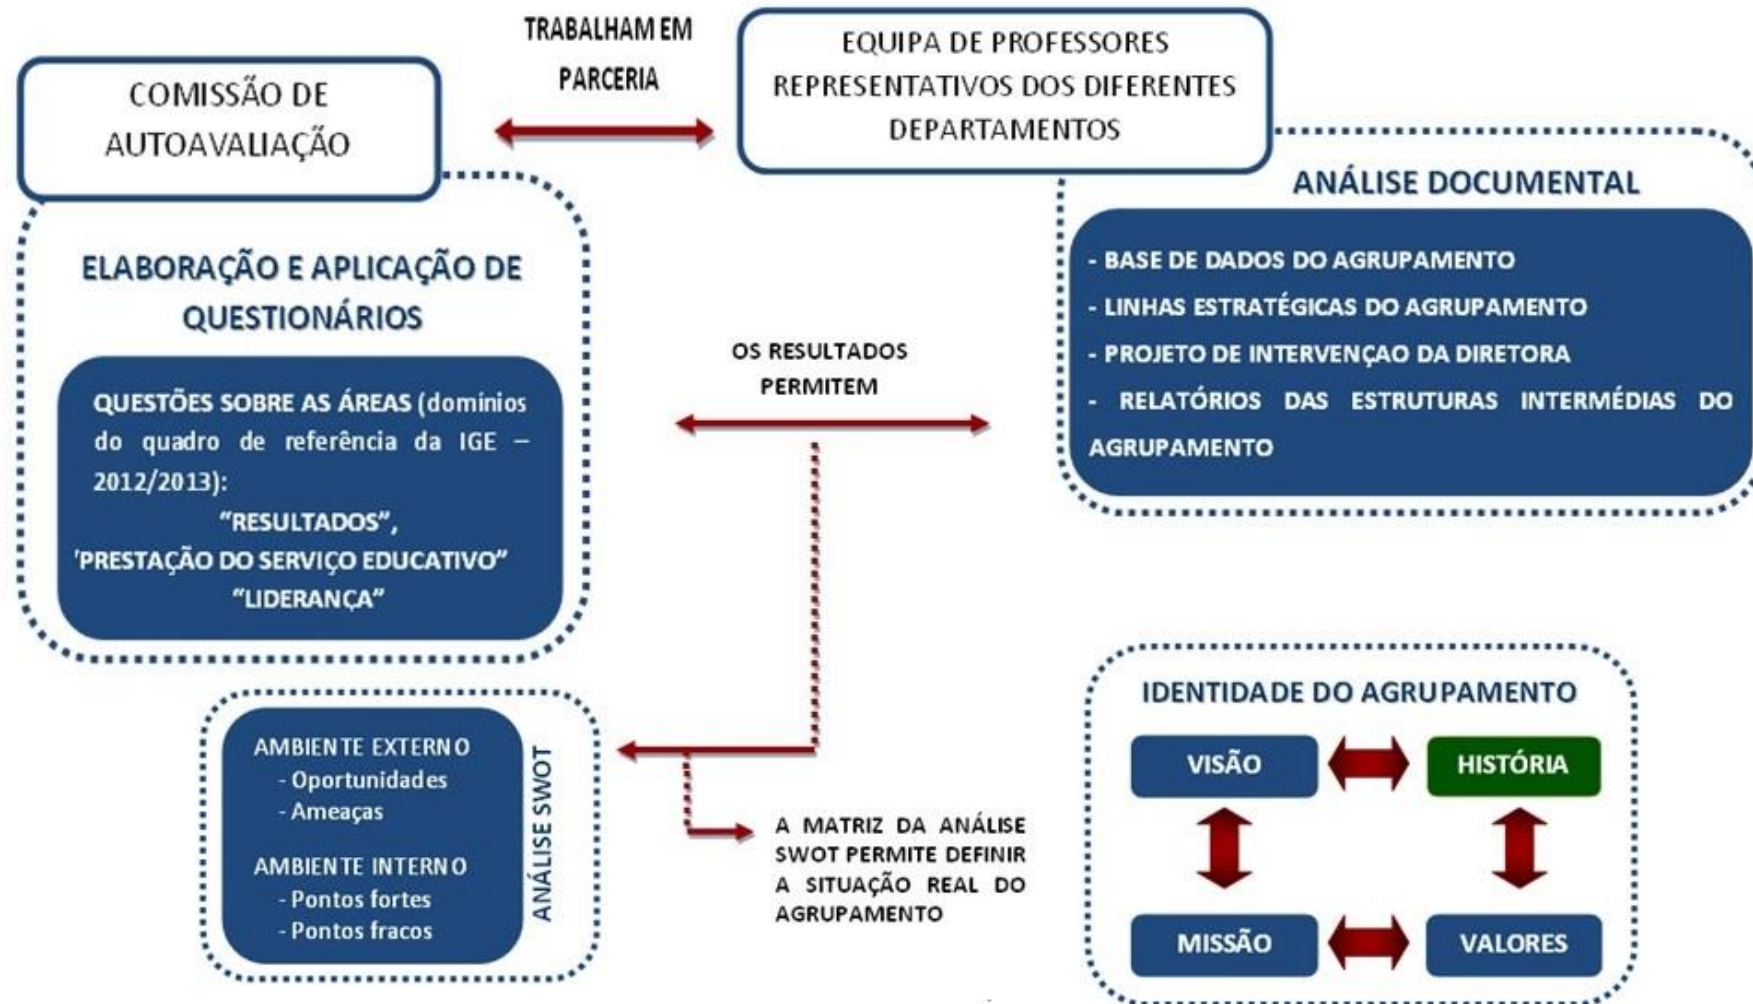 TRABALHAM EM
PARCERIA
COMISSÃO DE
AUTOAVALIAÇÃO
EQUIPA DE PROFESSORES
REPRESENTATIVOS DOS DIFERENTES
DEPARTAMENTOS
ELABORAÇÃO E APLICAÇÃO DE
QUESTIONÁRIOS
QUESTÕES SOBRE AS ÁREAS (domínios
do quadro de referência da IGE –
2012/2013):
“RESULTADOS”,
'PRESTAÇÃO DO SERVIÇO EDUCATIVO”
“LIDERANÇA”
ANÁLISE DOCUMENTAL
- BASE DE DADOS DO AGRUPAMENTO
- LINHAS ESTRATÉGICAS DO AGRUPAMENTO
- PROJETO DE INTERVENÇAO DA DIRETORA
- RELATÓRIOS DAS ESTRUTURAS INTERMÉDIAS DO
AGRUPAMENTO
OS RESULTADOS
PERMITEM
AMBIENTE EXTERNO
- Oportunidades
- Ameaças
AMBIENTE INTERNO
- Pontos fortes
- Pontos fracos
ANÁLISE SWOT
A MATRIZ DA ANÁLISE
SWOT PERMITE DEFINIR
A SITUAÇÃO REAL DO
AGRUPAMENTO
IDENTIDADE DO AGRUPAMENTO
VISÃO
HISTÓRIA
MISSÃO
VALORES